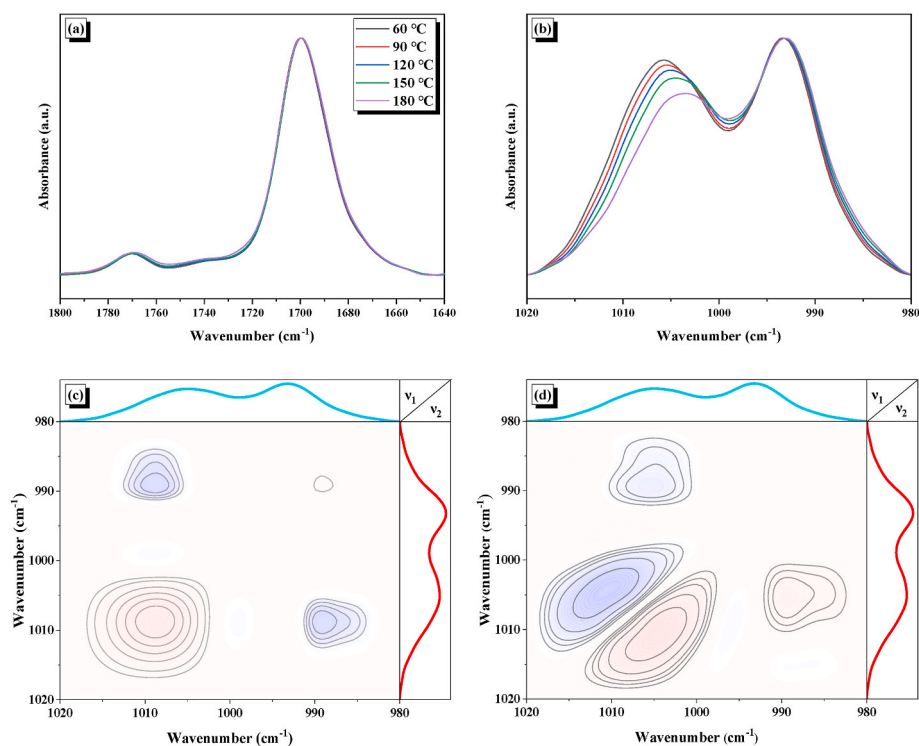 (a)
60 °C
90 °C
120 °C
150 °C
180 °C
Absorbance (a.u.)
1800 1780 1760 1740 1720 1700 1680 1660 1640
Wavenumber (cm⁻¹)
(b)
Absorbance (a.u.)
1020 1010 1000 990 980
Wavenumber (cm⁻¹)
(c)
ν₁
ν₂
980
990
1000
1010
1020
Wavenumber (cm⁻¹)
1020 1010 1000 990 980
Wavenumber (cm⁻¹)
(d)
ν₁
ν₂
980
990
1000
1010
1020
Wavenumber (cm⁻¹)
1020 1010 1000 990 980
Wavenumber (cm⁻¹)